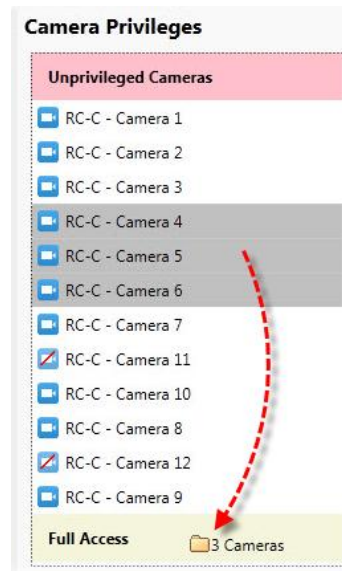 Camera Privileges
Unprivileged Cameras
RC-C - Camera 1
RC-C - Camera 2
RC-C - Camera 3
RC-C - Camera 4
RC-C - Camera 5
RC-C - Camera 6
RC-C - Camera 7
RC-C - Camera 11
RC-C - Camera 10
RC-C - Camera 8
RC-C - Camera 12
RC-C - Camera 9
Full Access 3 Cameras